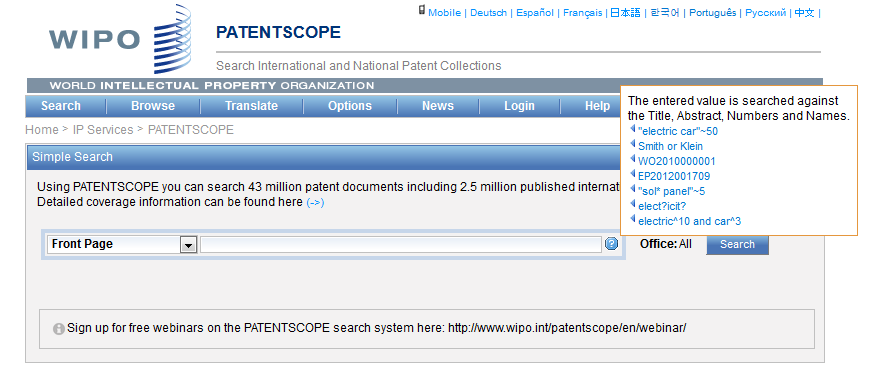 Mobile | Deutsch | Español | Français | 日本語 | 한국어 | Português | Русский | 中文 |
WIPO
PATENTSCOPE
Search International and National Patent Collections
WORLD INTELLECTUAL PROPERTY ORGANIZATION
Search Browse Translate Options News Login Help
Home > IP Services > PATENTSCOPE
The entered value is searched against
the Title, Abstract, Numbers and Names.
"electric car"~50
Smith or Klein
WO2010000001
EP2012001709
"sol* panel"~5
elect?icit?
electric^10 and car^3
Simple Search
Using PATENTSCOPE you can search 43 million patent documents including 2.5 million published internat
Detailed coverage information can be found here (->)
Front Page
?
Office: All
Search
Sign up for free webinars on the PATENTSCOPE search system here: http://www.wipo.int/patentscope/en/webinar/